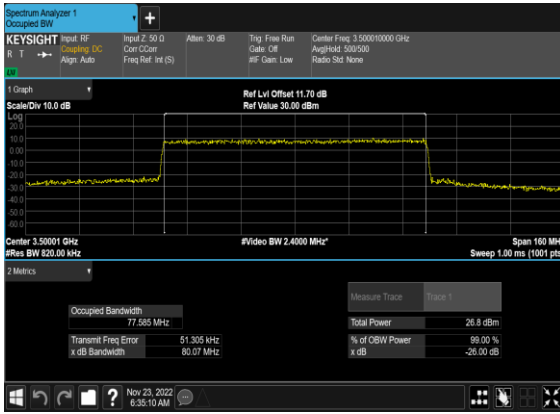 Spectrum Analyzer 1
Occupied BW
+
KEYSIGHT
R T
LW
Input: RF
Coupling: DC
Align: Auto
Input Z: 50 Ω
Corr CCorr
Freq Ref: Int (S)
Atten: 30 dB
Trig: Free Run
Gate: Off
#IF Gain: Low
Center Freq: 3.500010000 GHz
Avg|Hold: 500/500
Radio Std: None
1 Graph
Scale/Div 10.0 dB
Ref Lvl Offset 11.70 dB
Ref Value 30.00 dBm
Log
20.0
10.0
0.00
-10.0
-20.0
-30.0
-40.0
-50.0
-60.0
Center 3.50001 GHz
#Res BW 820.00 kHz
#Video BW 2.4000 MHz*
Span 160 MH
Sweep 1.00 ms (1001 pts
2 Metrics
Measure Trace
Trace 1
Occupied Bandwidth
77.585 MHz
Total Power
26.8 dBm
Transmit Freq Error
51.305 kHz
% of OBW Power
99.00 %
x dB Bandwidth
80.07 MHz
x dB
-26.00 dB
?
Nov 23, 2022
6:35:10 AM